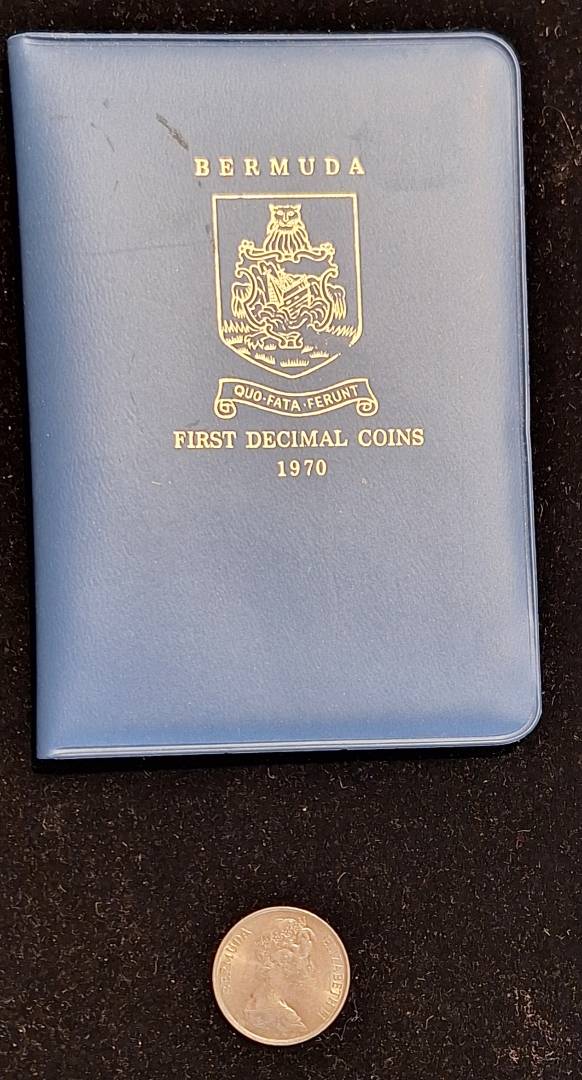 BERMUDA
QUO·FATA·FERUNT
FIRST DECIMAL COINS
1970
BERMUDA
ELIZABETH II